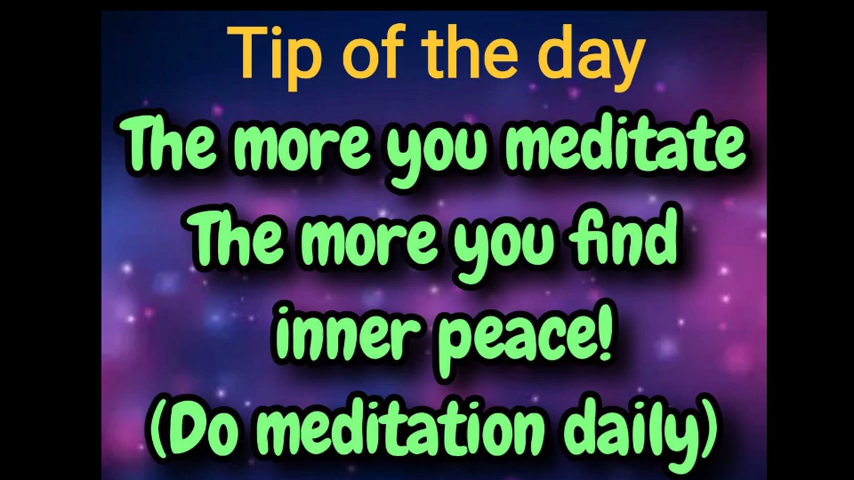 Tip of the day
The more you meditate
The more you find
inner peace!
(Do meditation daily)